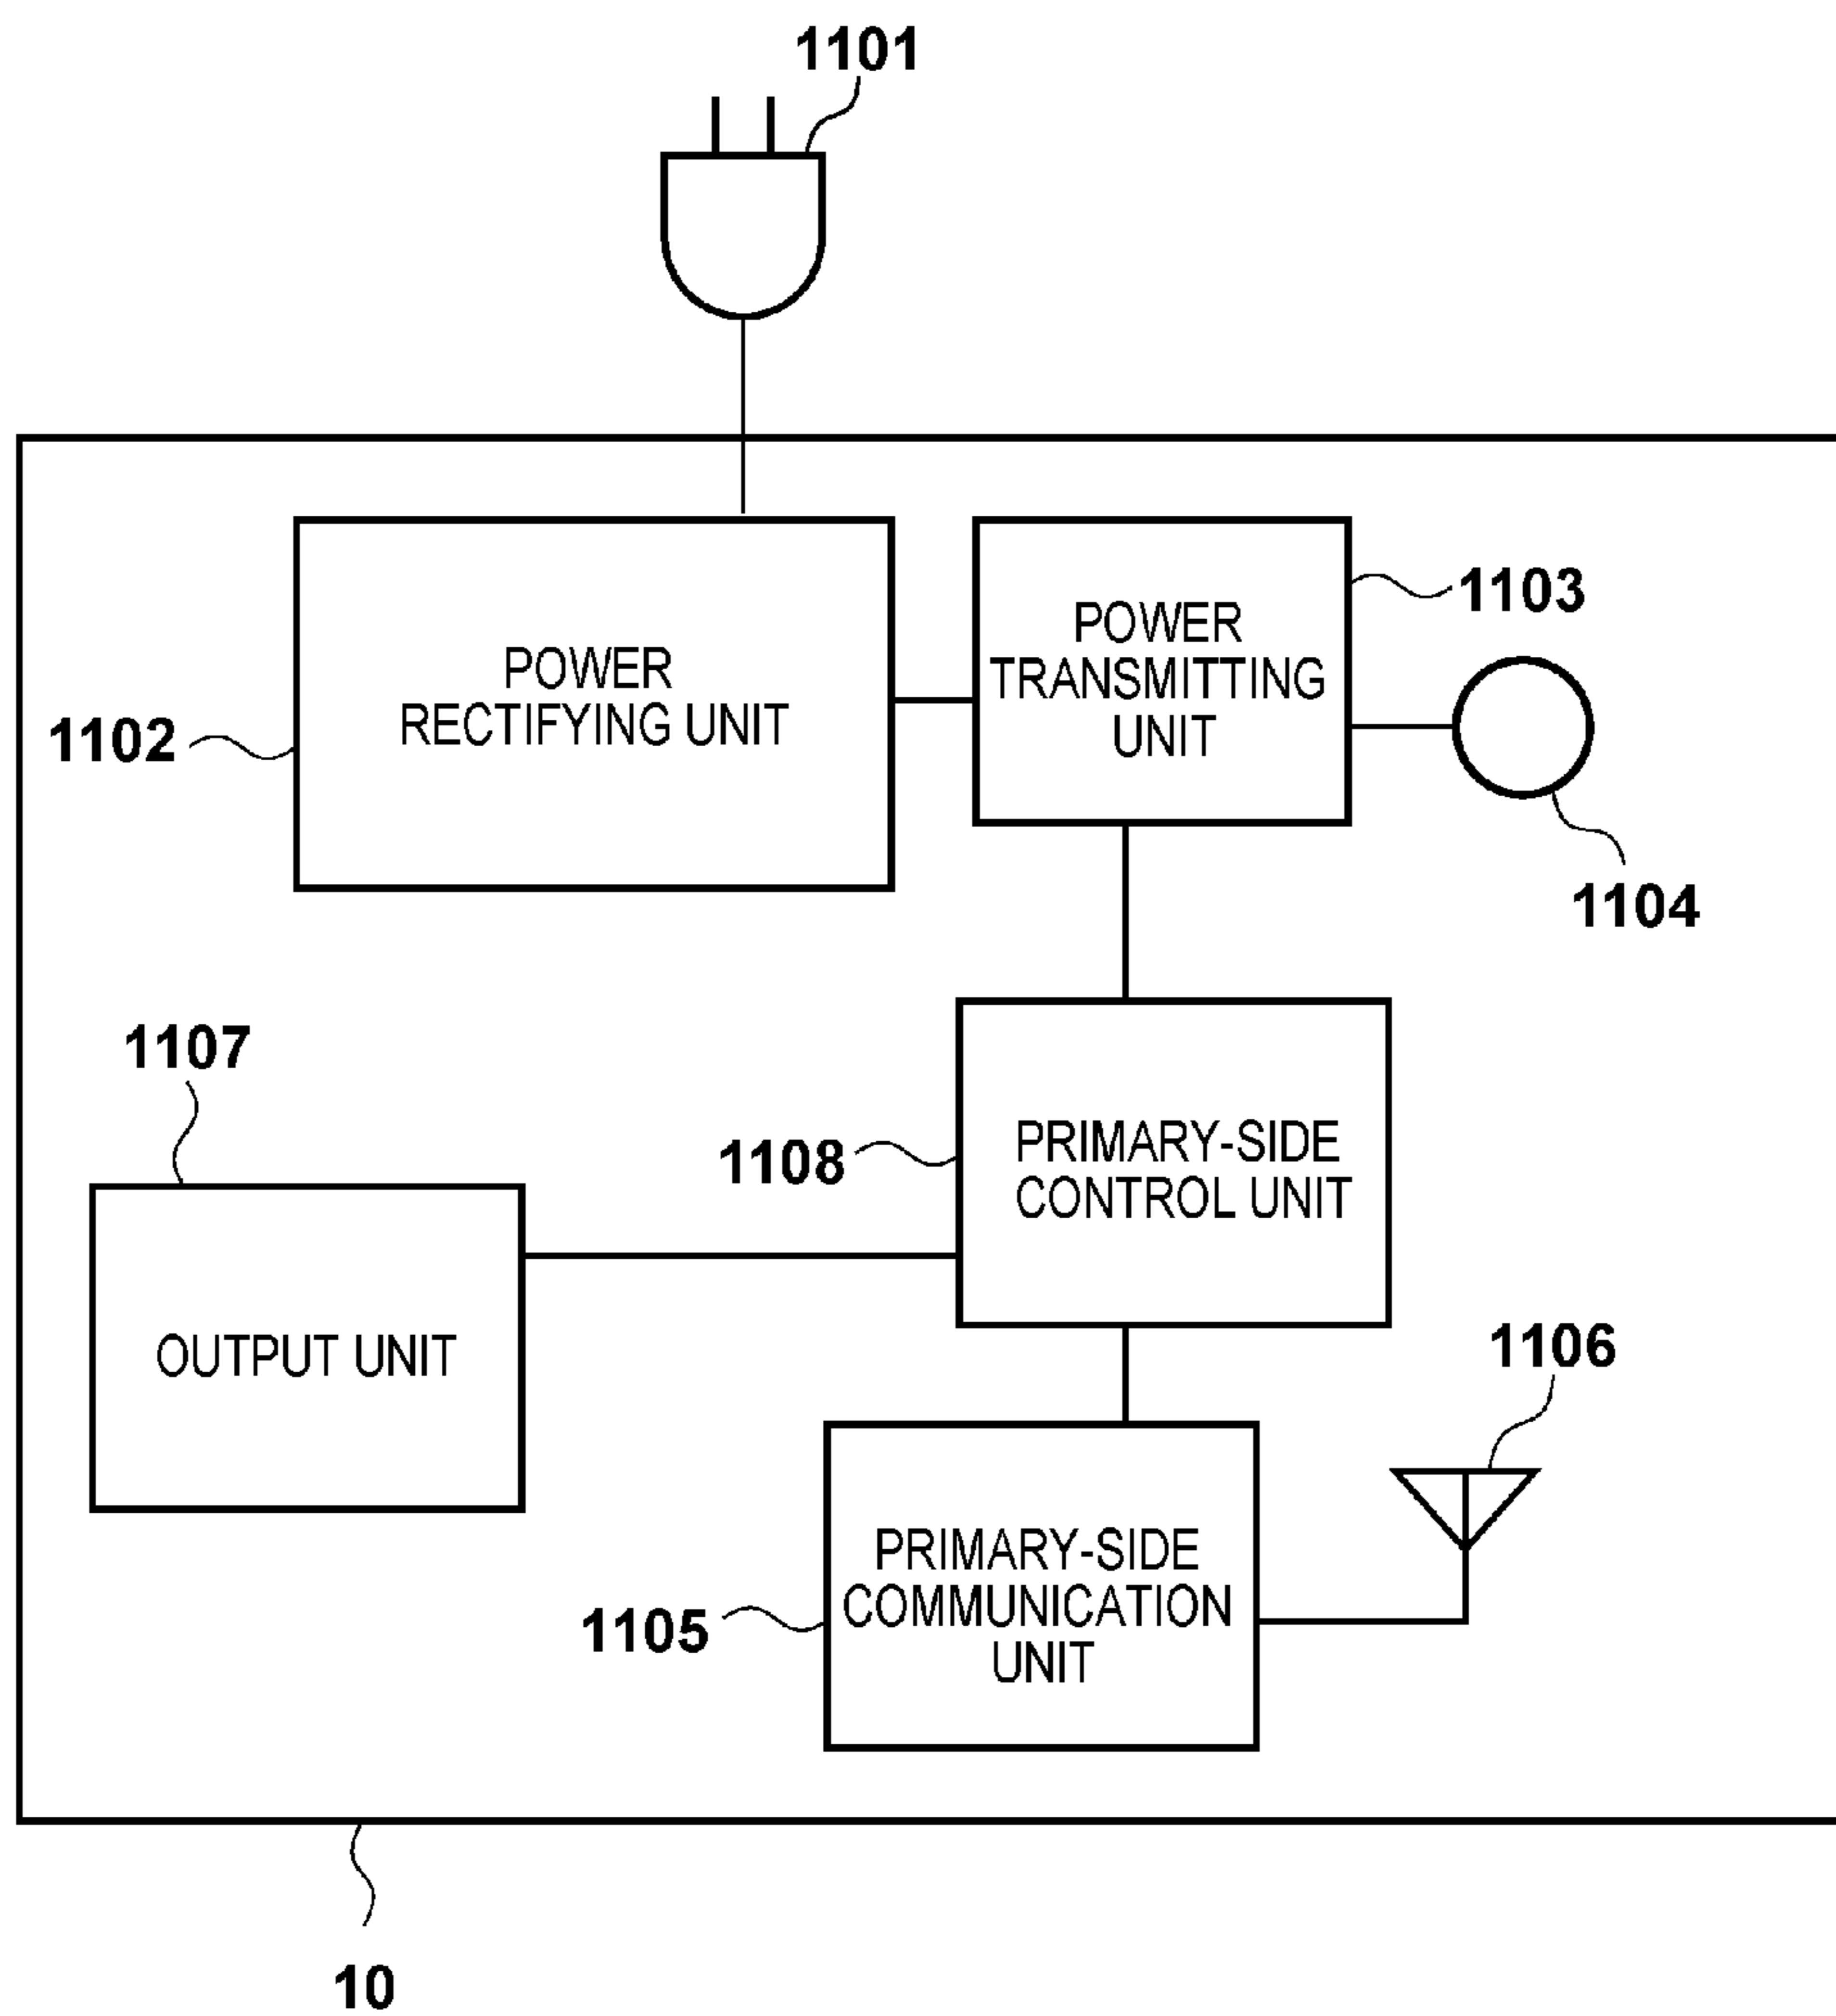 1101
POWER
RECTIFYING UNIT
1102
POWER
TRANSMITTING
UNIT
1103
1104
1107
OUTPUT UNIT
1108
PRIMARY-SIDE
CONTROL UNIT
1106
PRIMARY-SIDE
COMMUNICATION
UNIT
1105
10